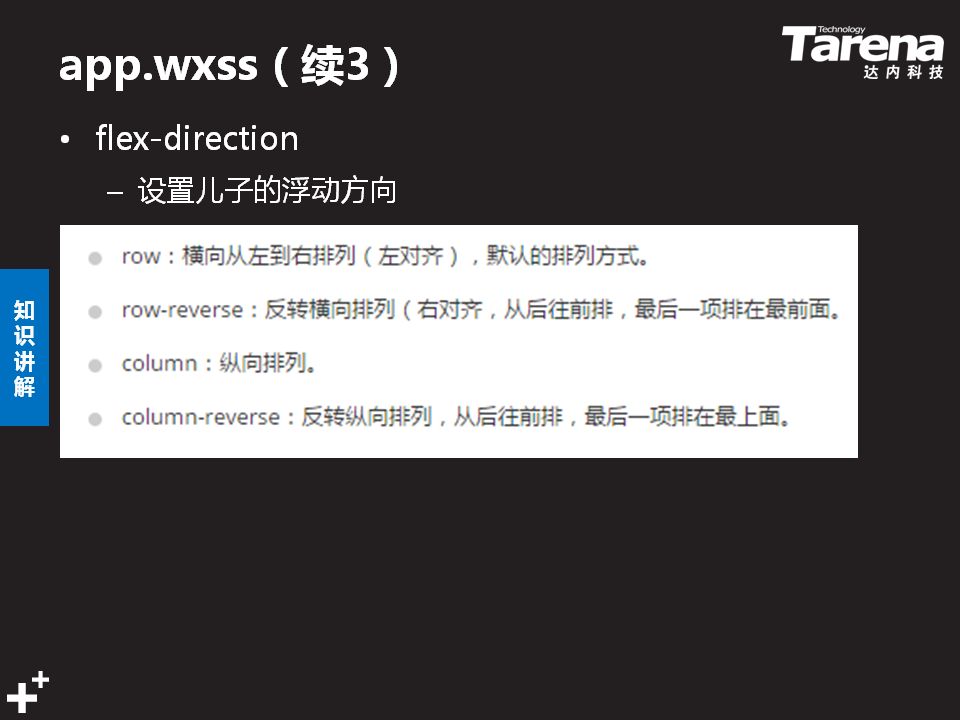 Technology
Tarena
达内科技
app.wxss（续3）
• flex-direction
– 设置儿子的浮动方向
row：横向从左到右排列（左对齐），默认的排列方式。
row-reverse：反转横向排列（右对齐，从后往前排，最后一项排在最前面。
column：纵向排列。
column-reverse：反转纵向排列，从后往前排，最后一项排在最上面。
知识讲解